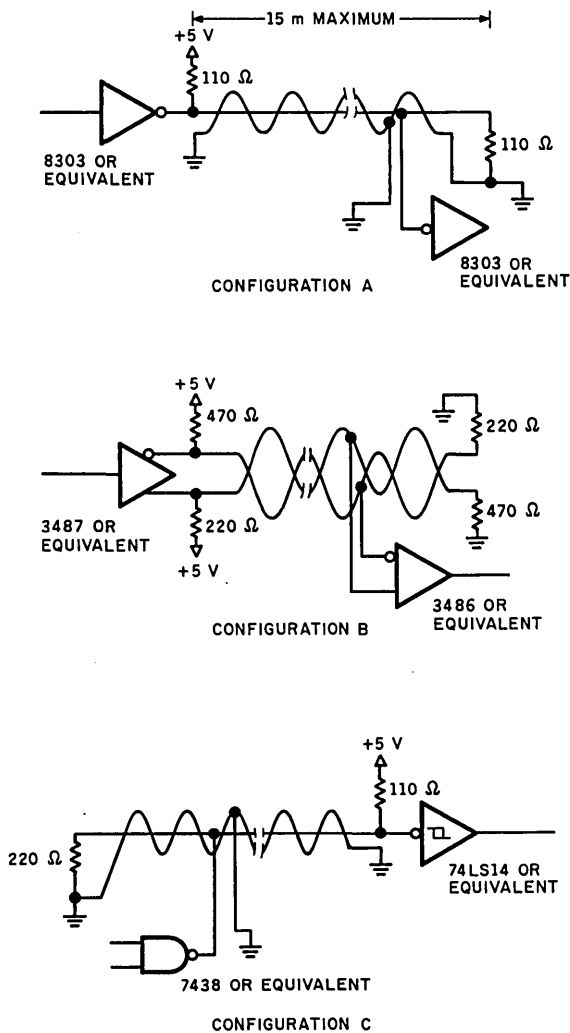 15 m MAXIMUM
+5 V
110 Ω
110 Ω
8303 OR
EQUIVALENT
8303 OR
EQUIVALENT
CONFIGURATION A
+5 V
470 Ω
220 Ω
3487 OR
EQUIVALENT
220 Ω
+5 V
470 Ω
3486 OR
EQUIVALENT
CONFIGURATION B
+5 V
110 Ω
220 Ω
74LS14 OR
EQUIVALENT
7438 OR EQUIVALENT
CONFIGURATION C